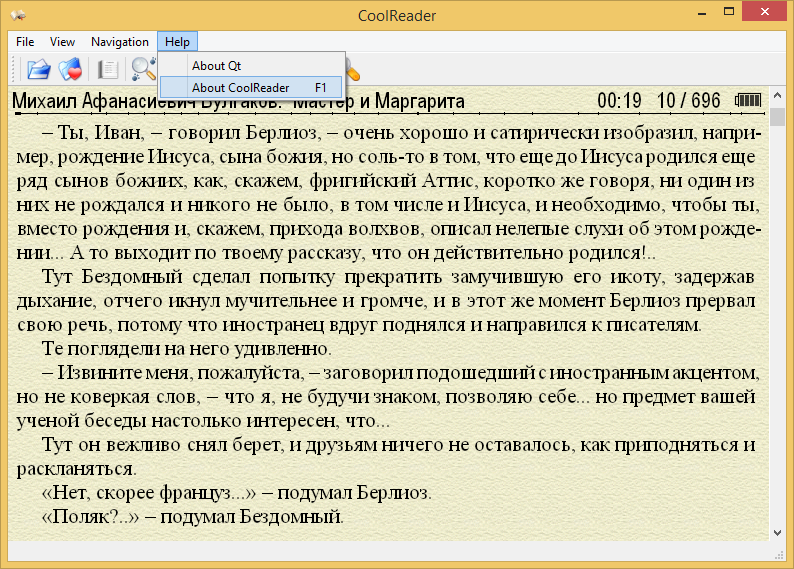 CoolReader
File View Navigation Help
About Qt
About CoolReader F1
Михаил Афанасиевич Булгаков. Мастер и Маргарита 00:19 10 / 696
– Ты, Иван, – говорил Берлиоз, – очень хорошо и сатирически изобразил, напри-
мер, рождение Иисуса, сына божия, но соль-то в том, что еще до Иисуса родился еще
ряд сынов божиих, как, скажем, фригийский Аттис, коротко же говоря, ни один из
них не рождался и никого не было, в том числе и Иисуса, и необходимо, чтобы ты,
вместо рождения и, скажем, прихода волхвов, описал нелепые слухи об этом рожде-
нии... А то выходит по твоему рассказу, что он действительно родился!..
Тут Бездомный сделал попытку прекратить замучившую его икоту, задержав
дыхание, отчего икнул мучительнее и громче, и в этот же момент Берлиоз прервал
свою речь, потому что иностранец вдруг поднялся и направился к писателям.
Те поглядели на него удивленно.
– Извините меня, пожалуйста, – заговорил подошедший с иностранным акцентом,
но не коверкая слов, – что я, не будучи знаком, позволяю себе... но предмет вашей
ученой беседы настолько интересен, что...
Тут он вежливо снял берет, и друзьям ничего не оставалось, как приподняться и
раскланяться.
«Нет, скорее француз...» – подумал Берлиоз.
«Поляк?..» – подумал Бездомный.